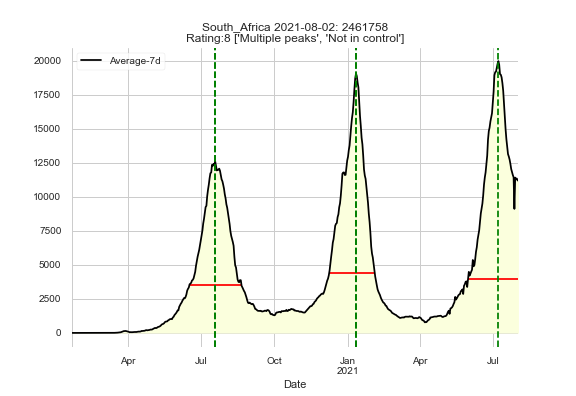 South_Africa 2021-08-02: 2461758
Rating:8 ['Multiple peaks', 'Not in control']
Average-7d
20000
17500
15000
12500
10000
7500
5000
2500
0
Apr Jul Oct Jan Apr Jul
2021
Date